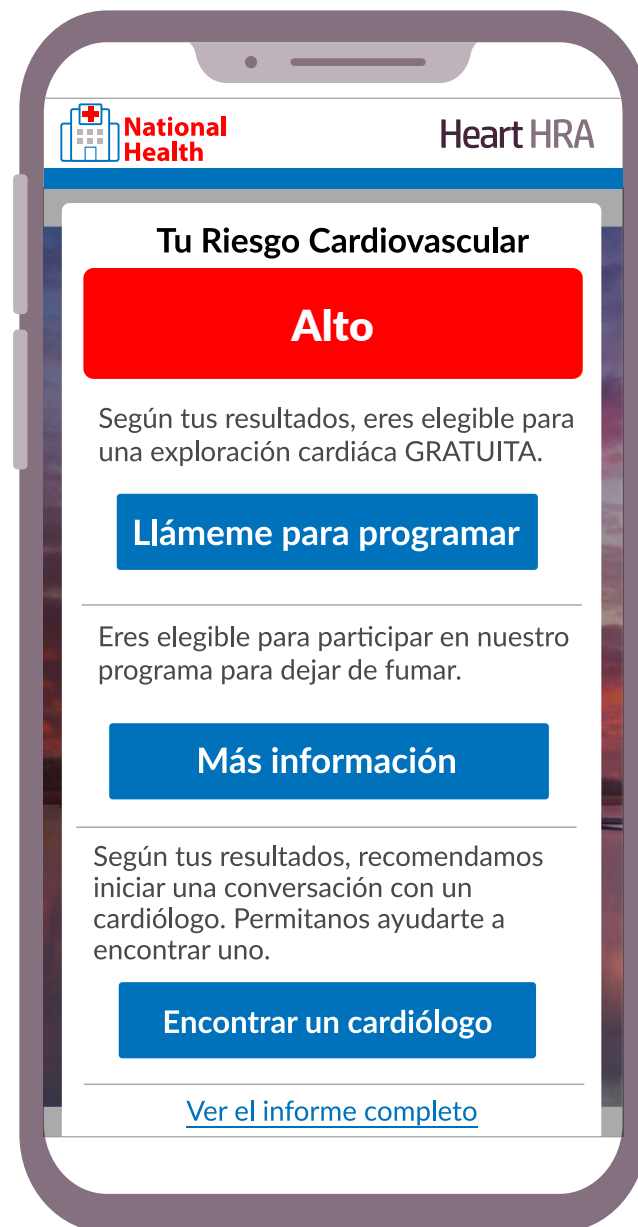 National
Health
Heart HRA
Tu Riesgo Cardiovascular
Alto
Según tus resultados, eres elegible para
una exploración cardiáca GRATUITA.
Llámeme para programar
Eres elegible para participar en nuestro
programa para dejar de fumar.
Más información
Según tus resultados, recomendamos
iniciar una conversación con un
cardiólogo. Permitanos ayudarte a
encontrar uno.
Encontrar un cardiólogo
Ver el informe completo